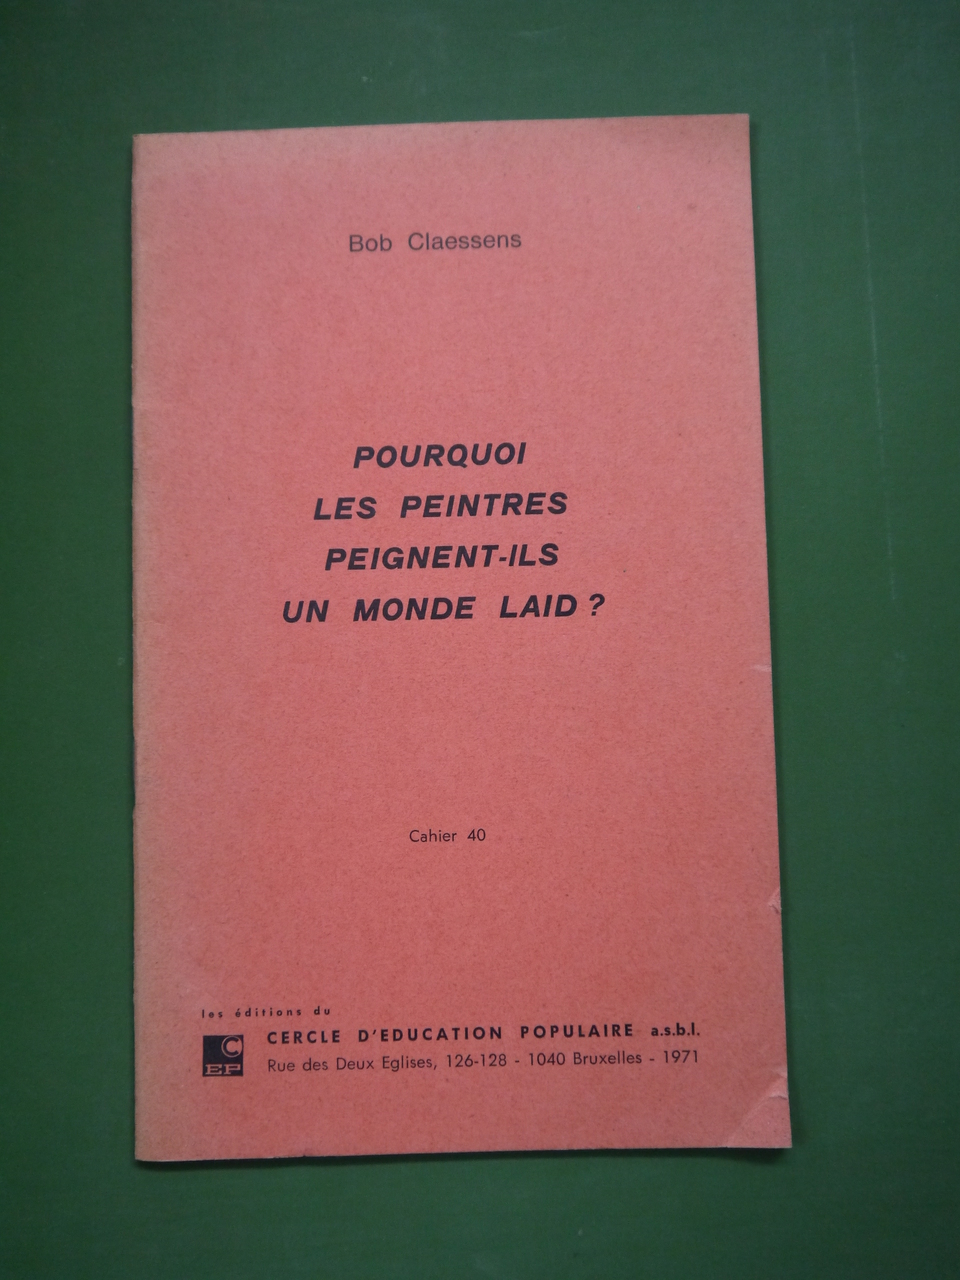 Bob Claessens
POURQUOI
LES PEINTRES
PEIGNENT-ILS
UN MONDE LAID ?
Cahier 40
les éditions du
CERCLE D'EDUCATION POPULAIRE a.s.b.l.
Rue des Deux Eglises, 126-128 - 1040 Bruxelles - 1971
C
EP